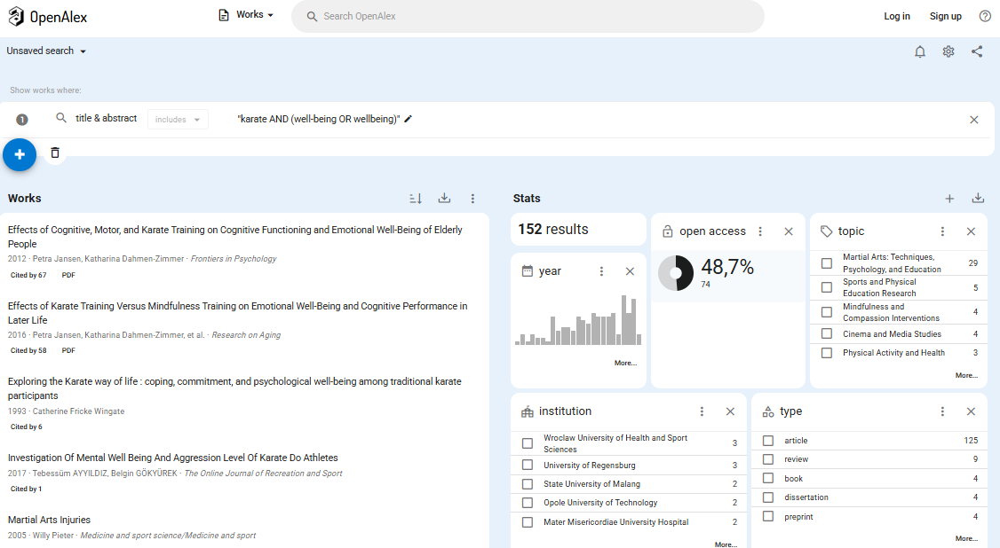 OpenAlex
Works
Search OpenAlex
Log in
Sign up
Unsaved search
Show works where:
1
title & abstract
includes
"karate AND (well-being OR wellbeing)"
Works
Effects of Cognitive, Motor, and Karate Training on Cognitive Functioning and Emotional Well-Being of Elderly
People
2012 · Petra Jansen, Katharina Dahmen-Zimmer · Frontiers in Psychology
Cited by 67 PDF
Effects of Karate Training Versus Mindfulness Training on Emotional Well-Being and Cognitive Performance in
Later Life
2016 · Petra Jansen, Katharina Dahmen-Zimmer, et al. · Research on Aging
Cited by 58 PDF
Exploring the Karate way of life : coping, commitment, and psychological well-being among traditional karate
participants
1993 · Catherine Fricke Wingate
Cited by 6
Investigation Of Mental Well Being And Aggression Level Of Karate Do Athletes
2017 · Tebessüm AYYILDIZ, Belgin GÖKYÜREK · The Online Journal of Recreation and Sport
Cited by 1
Martial Arts Injuries
2005 · Willy Pieter · Medicine and sport science/Medicine and sport
Stats
152 results
year
More...
open access
48,7%
74
topic
Martial Arts: Techniques,
Psychology, and Education 29
Sports and Physical
Education Research 5
Mindfulness and
Compassion Interventions 4
Cinema and Media Studies 4
Physical Activity and Health 3
More...
institution
Wroclaw University of Health and Sport
Sciences 3
University of Regensburg 3
State University of Malang 2
Opole University of Technology 2
Mater Misericordiae University Hospital 2
More...
type
article 125
review 9
book 4
dissertation 4
preprint 4
More...